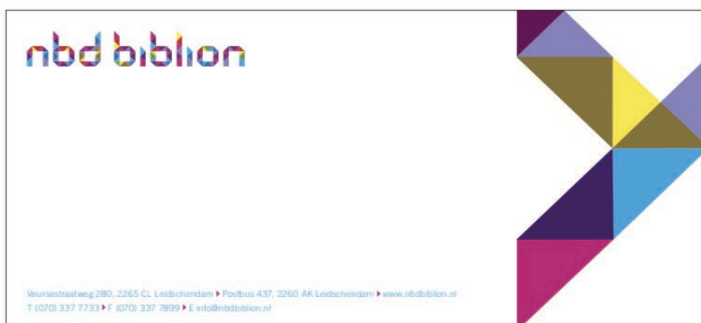 nbd biblion
Veursestraatweg 280, 2265 CL Leidschendam ▸ Postbus 437, 2260 AK Leidschendam ▸ www.nbdbiblion.nl
T (070) 337 7733 ▸ F (070) 337 7899 ▸ E info@nbdbiblion.nl